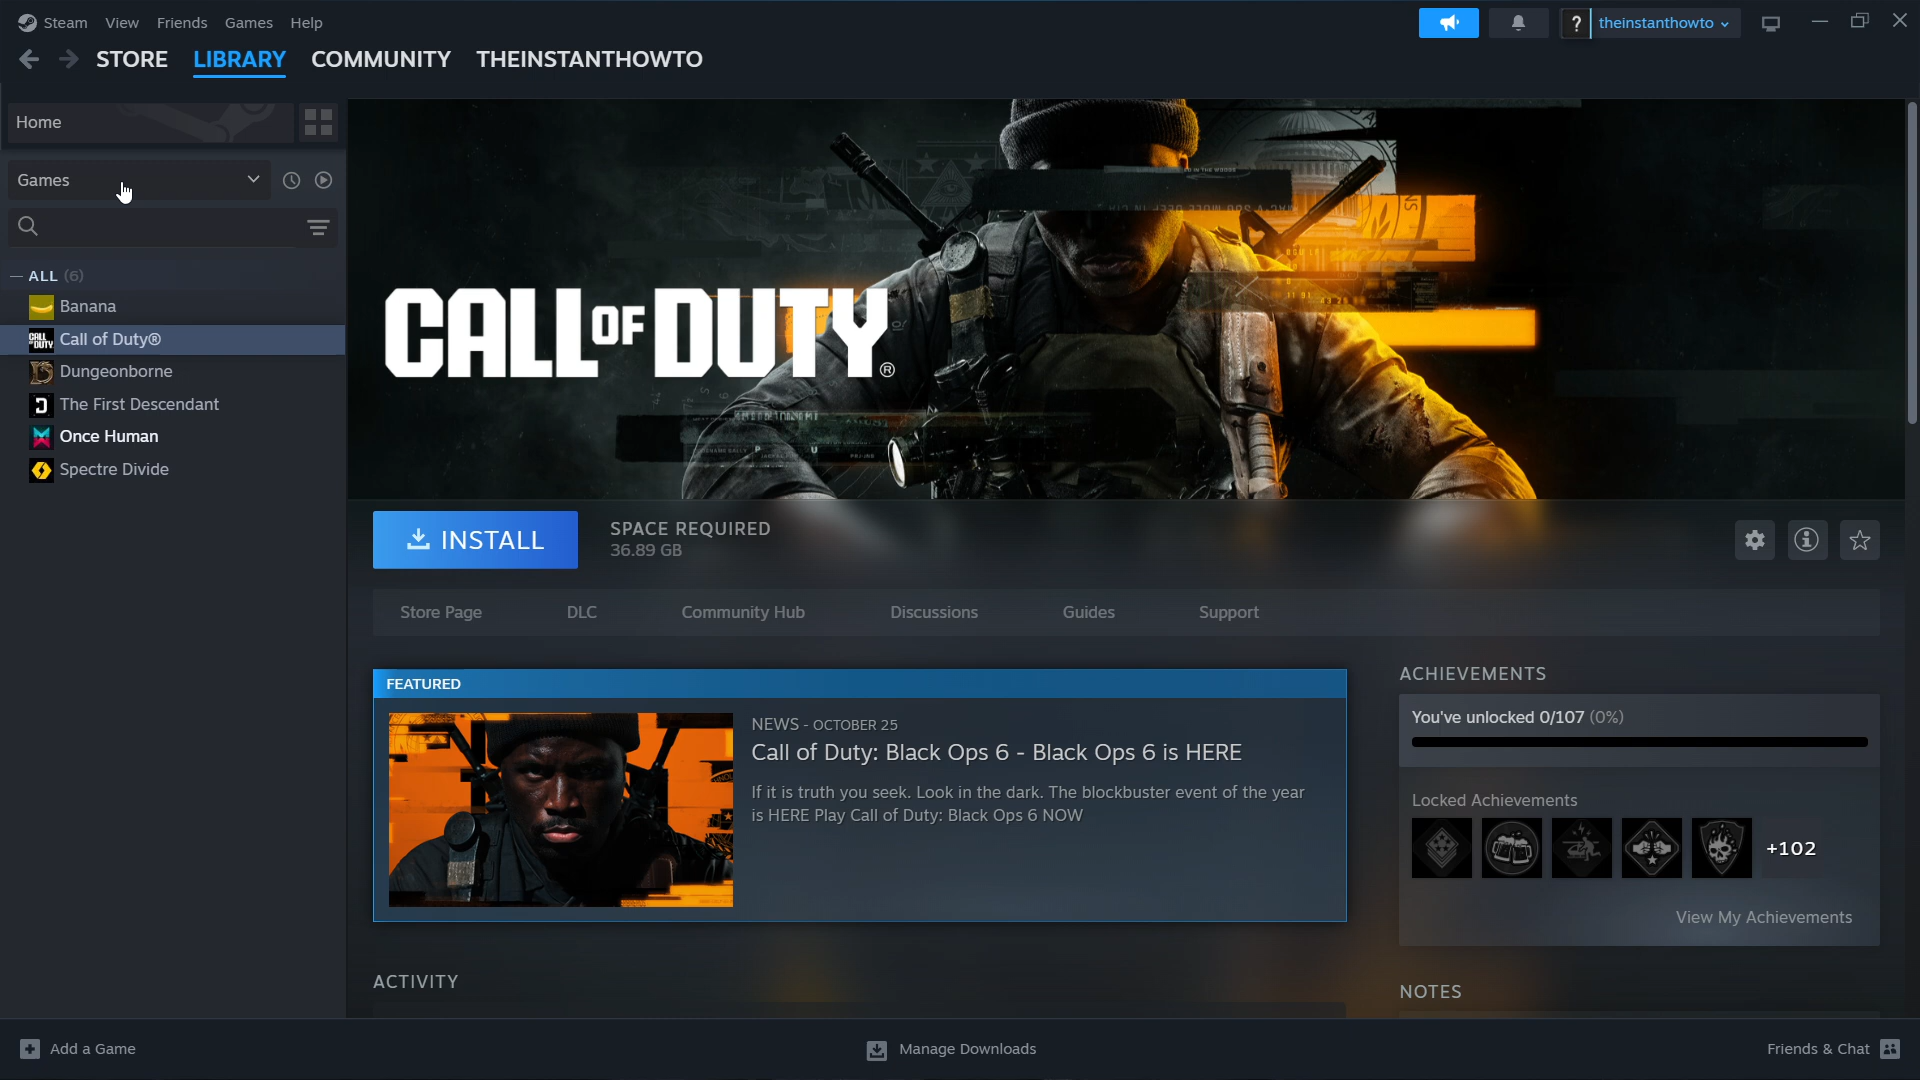 Steam View Friends Games Help
? theinstanthowto
STORE LIBRARY COMMUNITY THEINSTANTHOWTO
Home
Games
— ALL (6)
Banana
CALL OF DUTY Call of Duty®
Dungeonborne
The First Descendant
Once Human
Spectre Divide
CALL OF DUTY®
INSTALL
SPACE REQUIRED
36.89 GB
Store Page DLC Community Hub Discussions Guides Support
FEATURED
NEWS - OCTOBER 25
Call of Duty: Black Ops 6 - Black Ops 6 is HERE
If it is truth you seek. Look in the dark. The blockbuster event of the year
is HERE Play Call of Duty: Black Ops 6 NOW
ACHIEVEMENTS
You've unlocked 0/107 (0%)
Locked Achievements
+102
View My Achievements
ACTIVITY
NOTES
Add a Game
Manage Downloads
Friends & Chat